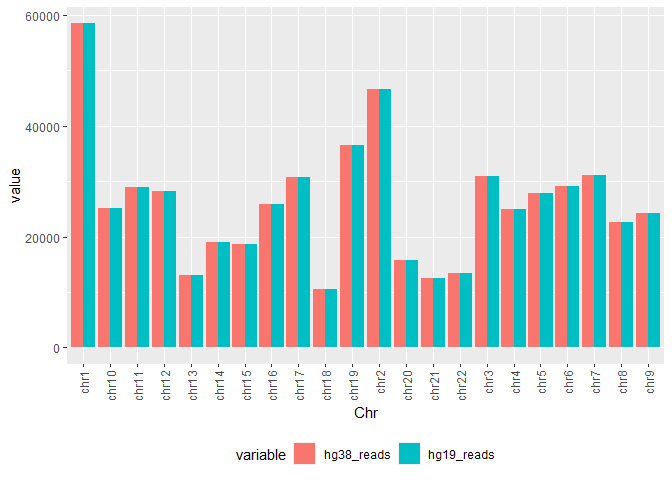 60000
40000
20000
0
value
chr1 chr10 chr11 chr12 chr13 chr14 chr15 chr16 chr17 chr18 chr19 chr2 chr20 chr21 chr22 chr3 chr4 chr5 chr6 chr7 chr8 chr9
Chr
variable hg38_reads hg19_reads